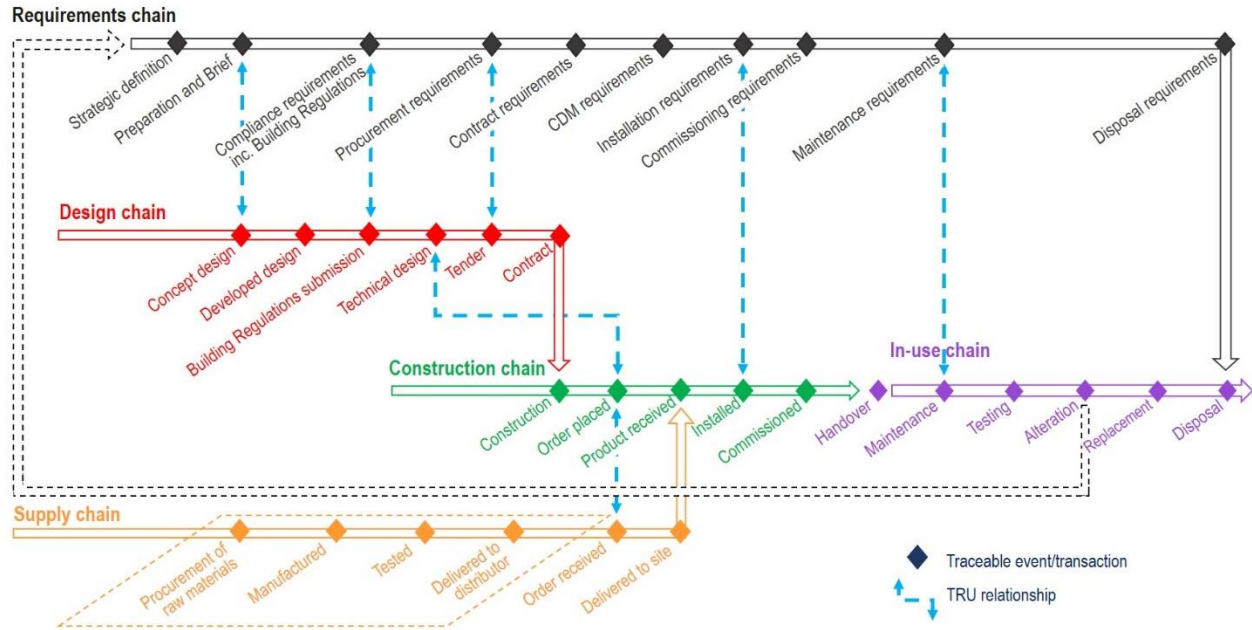 Requirements chain
Strategic definition
Preparation and Brief
Compliance requirements
inc. Building Regulations
Procurement requirements
Contract requirements
CDM requirements
Installation requirements
Commissioning requirements
Maintenance requirements
Disposal requirements
Design chain
Concept design
Developed design
Building Regulations submission
Technical design
Tender
Contract
Construction chain
Construction
Order placed
Product received
Installed
Commissioned
In-use chain
Handover
Maintenance
Testing
Alteration
Replacement
Disposal
Supply chain
Procurement of
raw materials
Manufactured
Tested
Delivered to
distributor
Order received
Delivered to site
Traceable event/transaction
TRU relationship